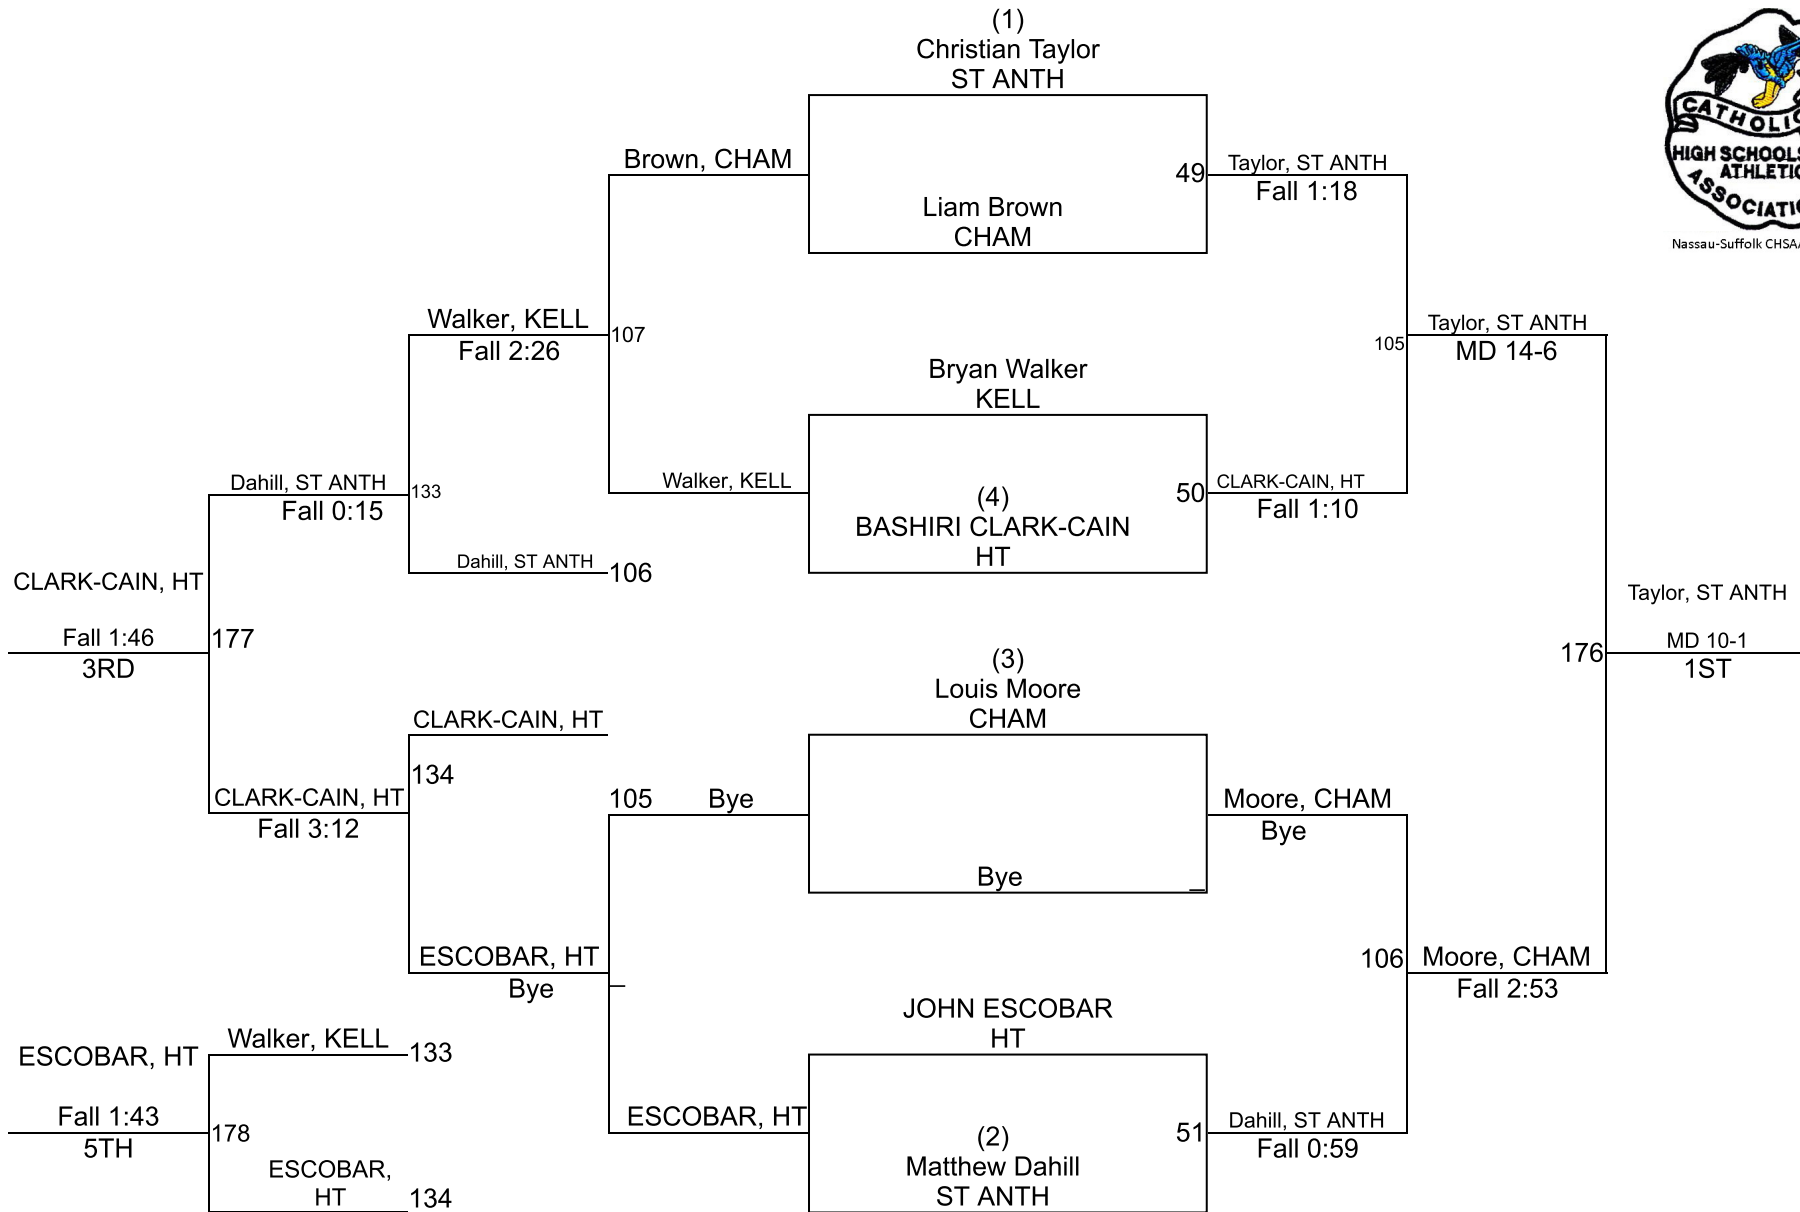 (1)
Christian Taylor
ST ANTH
CATHOLIC
HIGH SCHOOLS
ATHLETIC
Nassau-Suffolk CHSAA
Brown, CHAM
49
Taylor, ST ANTH
Fall 1:18
Liam Brown
CHAM
Walker, KELL
Fall 2:26
107
105
Taylor, ST ANTH
MD 14-6
Bryan Walker
KELL
Dahill, ST ANTH
Fall 0:15
133
Walker, KELL
(4)
BASHIRI CLARK-CAIN
HT
50
CLARK-CAIN, HT
Fall 1:10
Dahill, ST ANTH
106
CLARK-CAIN, HT
Fall 1:46
3RD
177
Taylor, ST ANTH
176
MD 10-1
1ST
(3)
Louis Moore
CHAM
CLARK-CAIN, HT
134
CLARK-CAIN, HT
Fall 3:12
105
Bye
Moore, CHAM
Bye
Bye
_
ESCOBAR, HT
Bye
_
106
Moore, CHAM
Fall 2:53
JOHN ESCOBAR
HT
Walker, KELL
133
ESCOBAR, HT
Fall 1:43
5TH
178
ESCOBAR,
HT
134
ESCOBAR, HT
(2)
Matthew Dahill
ST ANTH
51
Dahill, ST ANTH
Fall 0:59